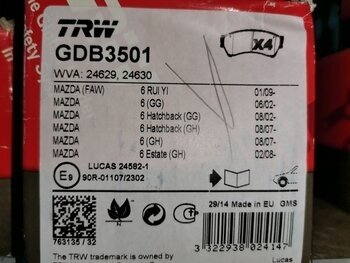 TRW
GDB3501
X4
WVA: 24629, 24630
MAZDA (FAW) 6 RUI YI 01/09-
MAZDA 6 (GG) 06/02-
MAZDA 6 Hatchback (GG) 08/02-
MAZDA 6 Hatchback (GH) 08/07-
MAZDA 6 (GH) 08/07-
MAZDA 6 Estate (GH) 02/08-
LUCAS 24582-1
E9 90R-01107/2302
N
763135 / 32
29/14 Made in EU GMS
3 322938 024147
The TRW trademark is owned by
Lucas